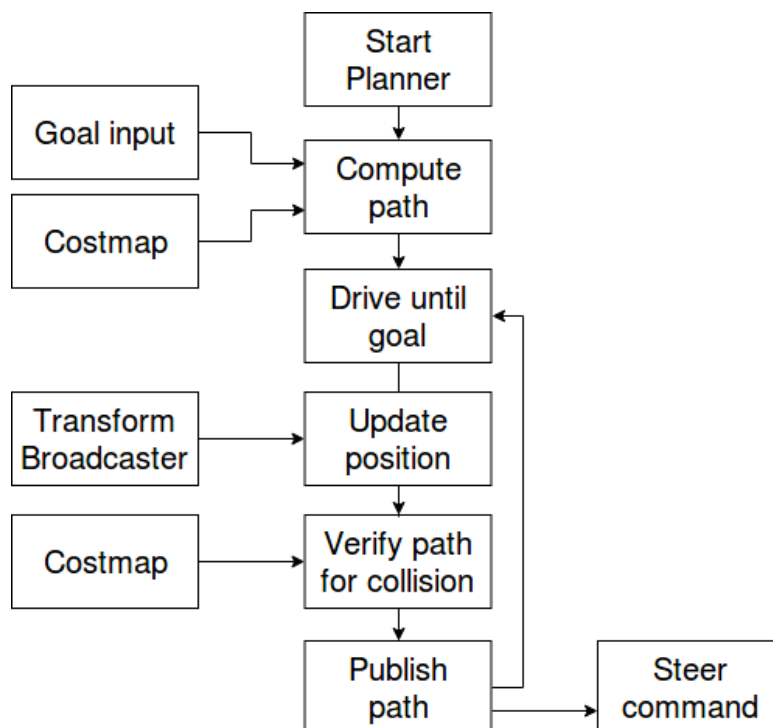 Start
Planner
Goal input
Compute
path
Costmap
Drive until
goal
Transform
Broadcaster
Update
position
Costmap
Verify path
for collision
Publish
path
Steer
command